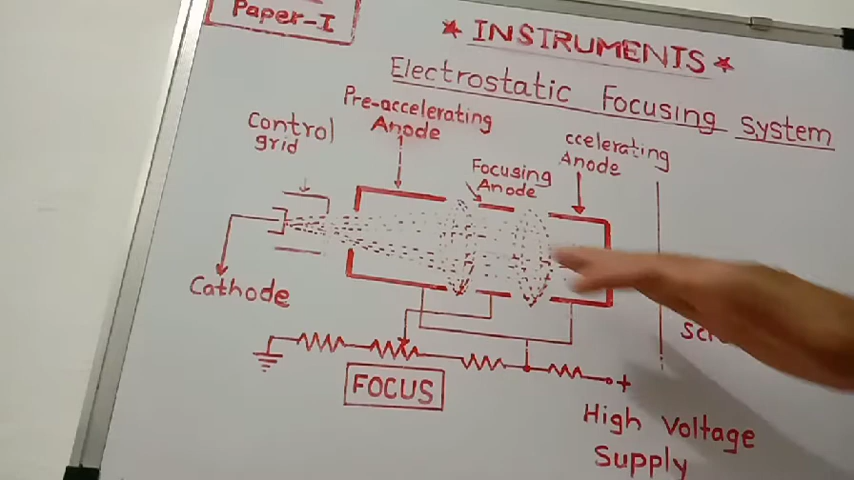 Paper-I
★ INSTRUMENTS ★
Electrostatic Focusing System
Pre-accelerating
Anode
Control
grid
Focusing
Anode
ccelerating
Anode
Cathode
FOCUS
+
High Voltage
Supply